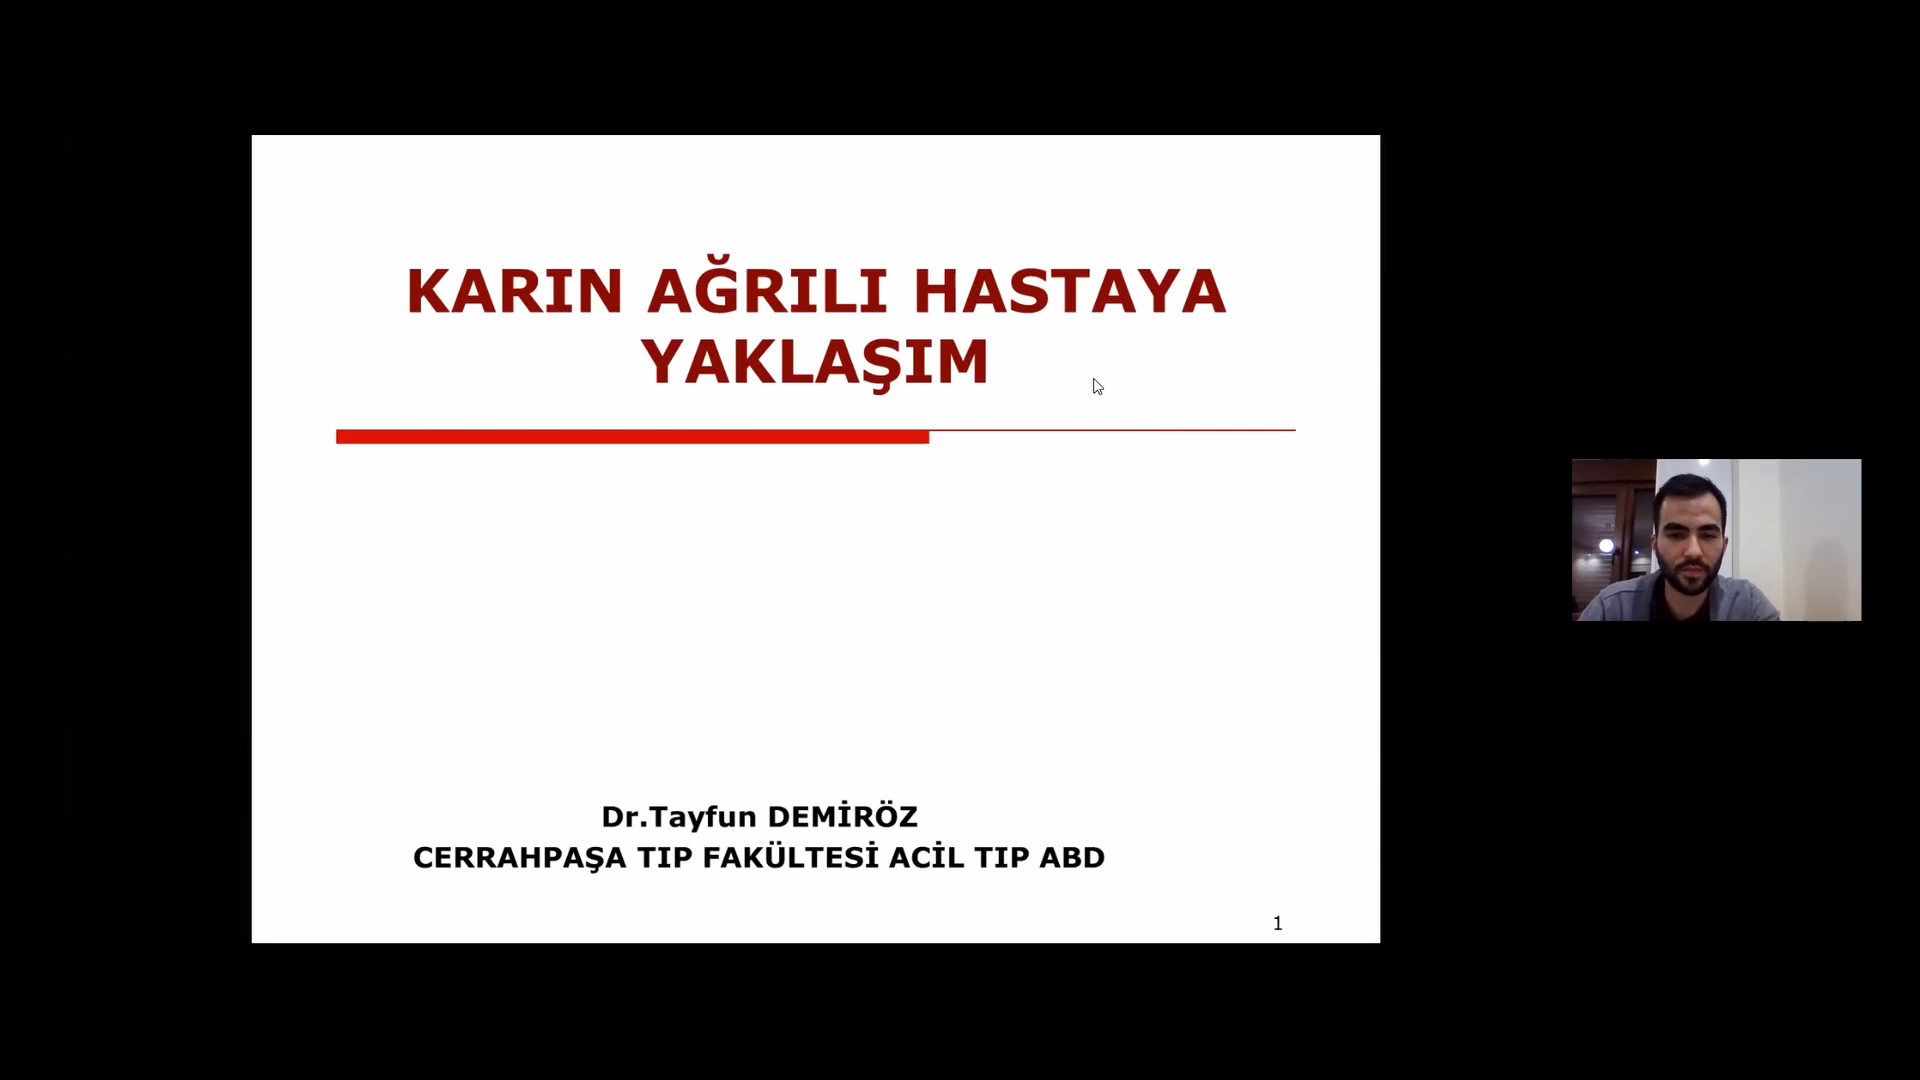 KARIN AĞRILI HASTAYA
YAKLAŞIM
Dr.Tayfun DEMİRÖZ
CERRAHPAŞA TIP FAKÜLTESİ ACİL TIP ABD
1